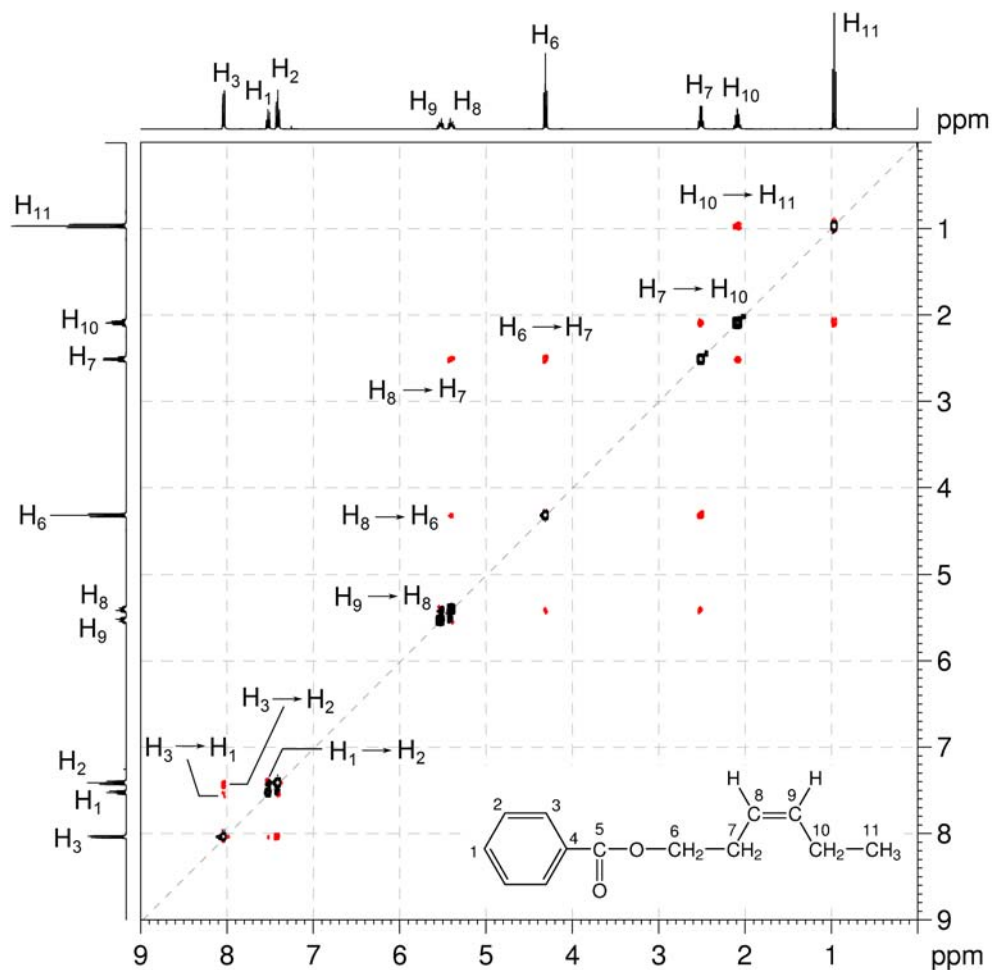 H₁₁
H₆
H₃ H₁ H₂
H₉ H₈
H₇ H₁₀
ppm
H₁₁
H₁₀ → H₁₁
1
H₇ → H₁₀
H₁₀
H₆ → H₇
2
H₇
H₈ → H₇
3
H₆
H₈ → H₆
4
5
H₈
H₉ → H₈
H₉
6
H₃ → H₂
H₃ → H₁
H₁ → H₂
7
H₂
H₁
H₃
8
H H
2 3 8 9
1 4 5 6 7 10 11
C O CH₂ CH₂ C C CH₂ CH₃
O
9
9 8 7 6 5 4 3 2 1 ppm